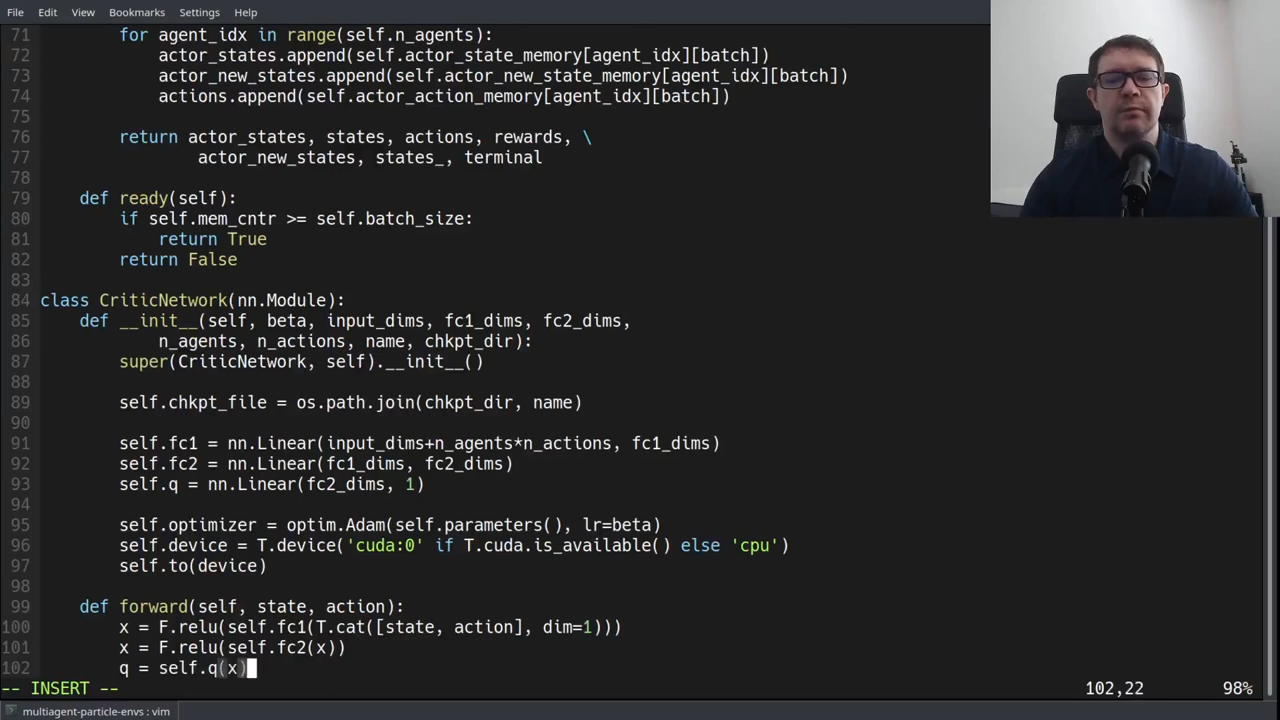 File Edit View Bookmarks Settings Help
71 for agent_idx in range(self.n_agents):
72 actor_states.append(self.actor_state_memory[agent_idx][batch])
73 actor_new_states.append(self.actor_new_state_memory[agent_idx][batch])
74 actions.append(self.actor_action_memory[agent_idx][batch])
75
76 return actor_states, states, actions, rewards, \
77 actor_new_states, states_, terminal
78
79 def ready(self):
80 if self.mem_cntr >= self.batch_size:
81 return True
82 return False
83
84 class CriticNetwork(nn.Module):
85 def __init__(self, beta, input_dims, fc1_dims, fc2_dims,
86 n_agents, n_actions, name, chkpt_dir):
87 super(CriticNetwork, self).__init__()
88
89 self.chkpt_file = os.path.join(chkpt_dir, name)
90
91 self.fc1 = nn.Linear(input_dims+n_agents*n_actions, fc1_dims)
92 self.fc2 = nn.Linear(fc1_dims, fc2_dims)
93 self.q = nn.Linear(fc2_dims, 1)
94
95 self.optimizer = optim.Adam(self.parameters(), lr=beta)
96 self.device = T.device('cuda:0' if T.cuda.is_available() else 'cpu')
97 self.to(device)
98
99 def forward(self, state, action):
100 x = F.relu(self.fc1(T.cat([state, action], dim=1)))
101 x = F.relu(self.fc2(x))
102 q = self.q(x)
-- INSERT -- 102,22 98%
multiagent-particle-envs : vim